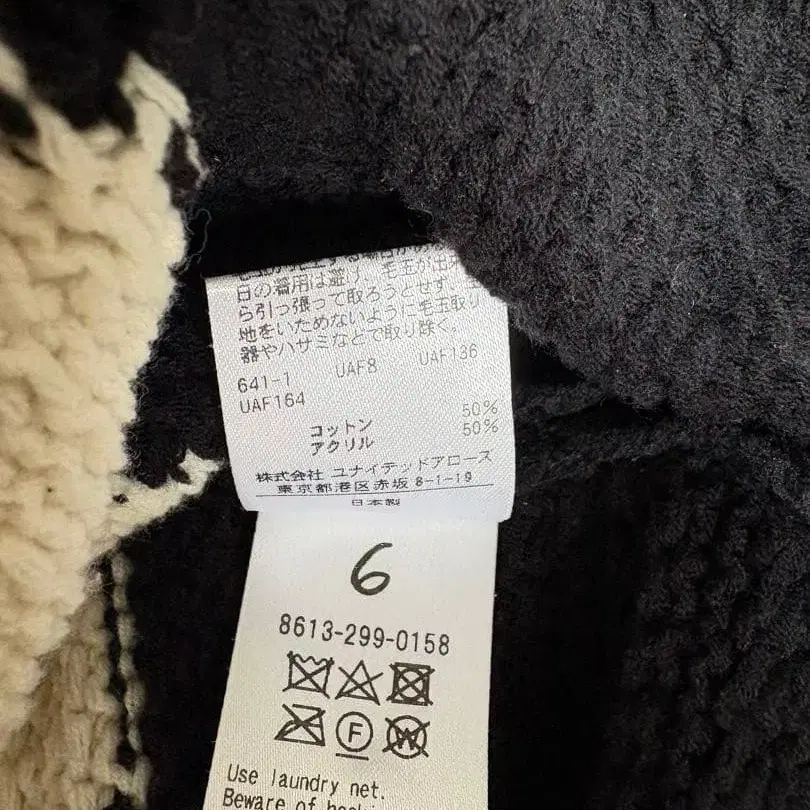 日の着用は避け、毛玉が出
ら引っ張って取ろうとせず、
地をいためないように毛玉取り
器やハサミなどで取り除く。
641-1 UAF8 UAF136
UAF164
コットン 50%
アクリル 50%
株式会社 ユナイテッドアローズ
東京都港区赤坂 8-1-19
日本製
6
8613-299-0158
F
W
Use laundry net.
Beware of